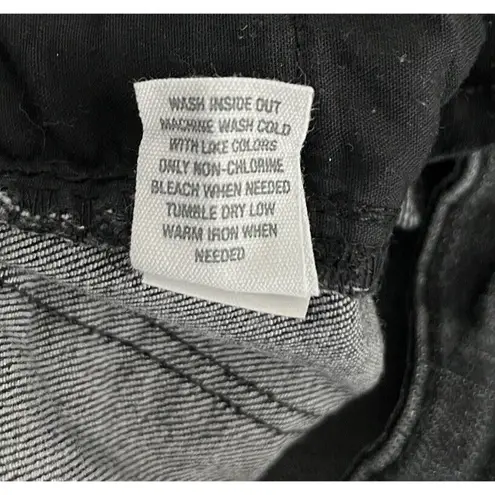 WASH INSIDE OUT
MACHINE WASH COLD
WITH LIKE COLORS
ONLY NON-CHLORINE
BLEACH WHEN NEEDED
TUMBLE DRY LOW
WARM IRON WHEN
NEEDED